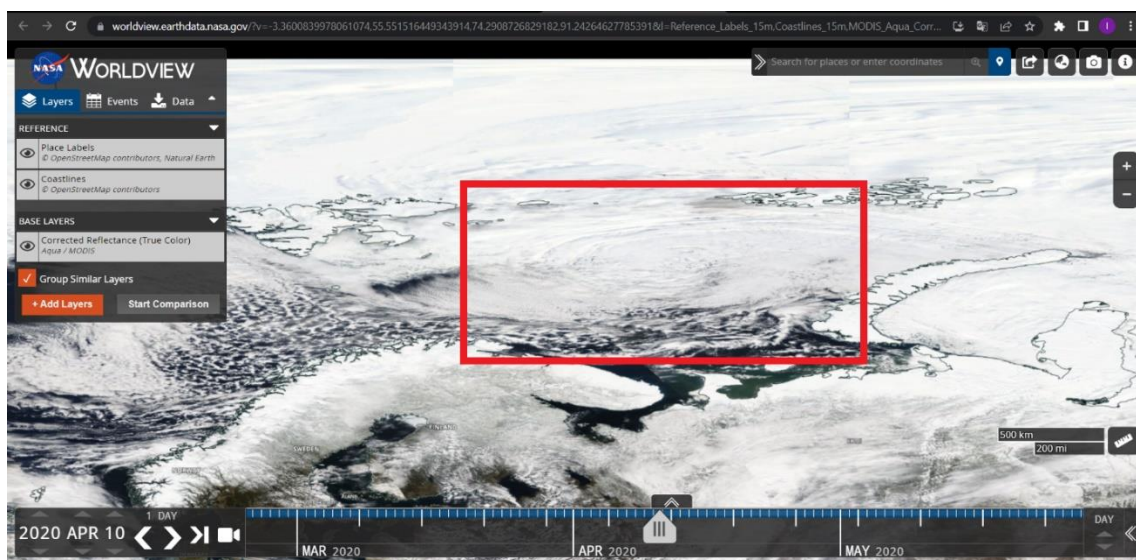 worldview.earthdata.nasa.gov/?v=-3.3600839978061074,55.551516449343914,74.2908726829182,91.24264627785391&l=Reference_Labels_15m,Coastlines_15m,MODIS_Aqua_Corr...
NASA WORLDVIEW
Search for places or enter coordinates
Layers Events Data
REFERENCE
Place Labels
© OpenStreetMap contributors, Natural Earth
Coastlines
© OpenStreetMap contributors
BASE LAYERS
Corrected Reflectance (True Color)
Aqua / MODIS
Group Similar Layers
+ Add Layers Start Comparison
FINLAND
SWEDEN
NORWAY
500 km
200 mi
1 DAY
2020 APR 10
MAR 2020 APR 2020 MAY 2020
DAY